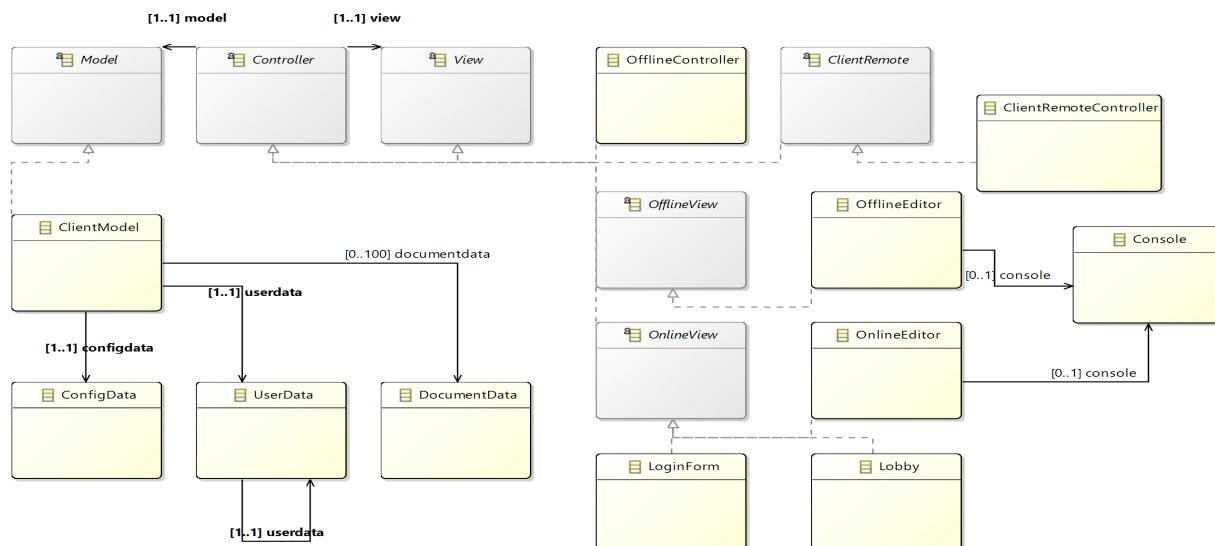 [1..1] model
[1..1] view
Model
Controller
View
OfflineController
ClientRemote
ClientRemoteController
OfflineView
OfflineEditor
ClientModel
Console
[0..100] documentdata
[0..1] console
[1..1] userdata
OnlineView
OnlineEditor
[1..1] configdata
[0..1] console
ConfigData
UserData
DocumentData
LoginForm
Lobby
[1..1] userdata